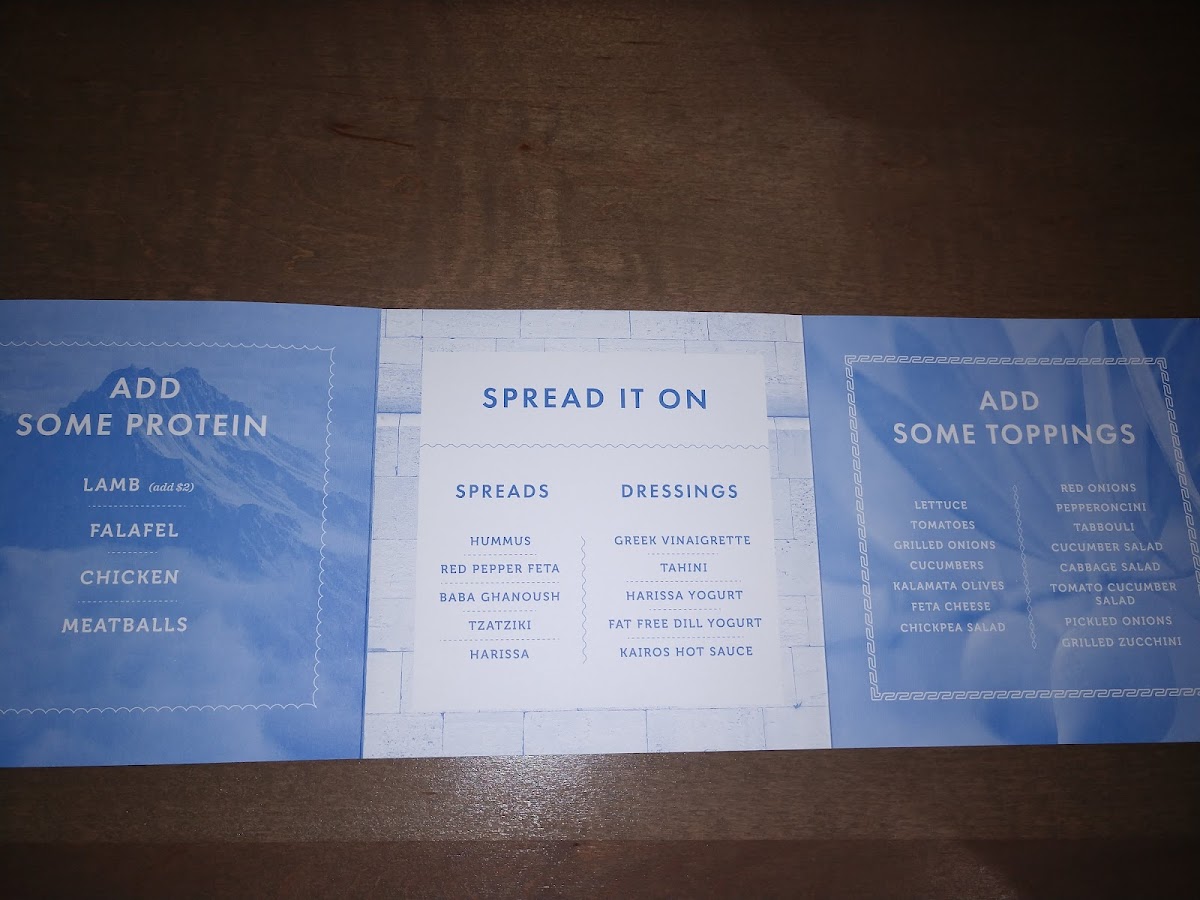 ADD
SOME PROTEIN
LAMB (add $2)
FALAFEL
CHICKEN
MEATBALLS
SPREAD IT ON
SPREADS
HUMMUS
RED PEPPER FETA
BABA GHANOUSH
TZATZIKI
HARISSA
DRESSINGS
GREEK VINAIGRETTE
TAHINI
HARISSA YOGURT
FAT FREE DILL YOGURT
KAIROS HOT SAUCE
ADD
SOME TOPPINGS
LETTUCE
TOMATOES
GRILLED ONIONS
CUCUMBERS
KALAMATA OLIVES
FETA CHEESE
CHICKPEA SALAD
RED ONIONS
PEPPERONCINI
TABBOULI
CUCUMBER SALAD
CABBAGE SALAD
TOMATO CUCUMBER
SALAD
PICKLED ONIONS
GRILLED ZUCCHINI